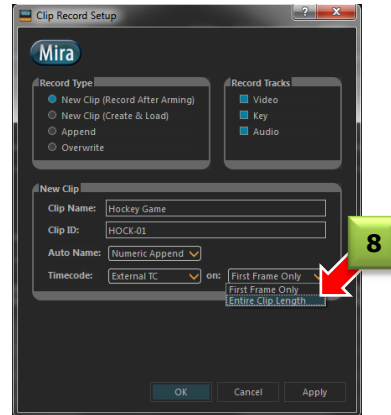 Clip Record Setup
Mira
Record Type
New Clip (Record After Arming)
New Clip (Create & Load)
Append
Overwrite
Record Tracks
Video
Key
Audio
New Clip
Clip Name: Hockey Game
Clip ID: HOCK-01
Auto Name: Numeric Append
Timecode: External TC on: First Frame Only
First Frame Only
Entire Clip Length
8
OK Cancel Apply